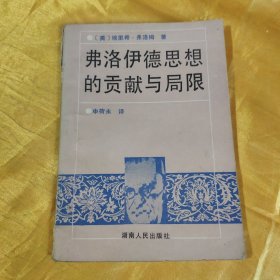 〔美〕埃里希·弗洛姆 著
弗洛伊德思想
的贡献与局限
申荷永 译
湖南人民出版社